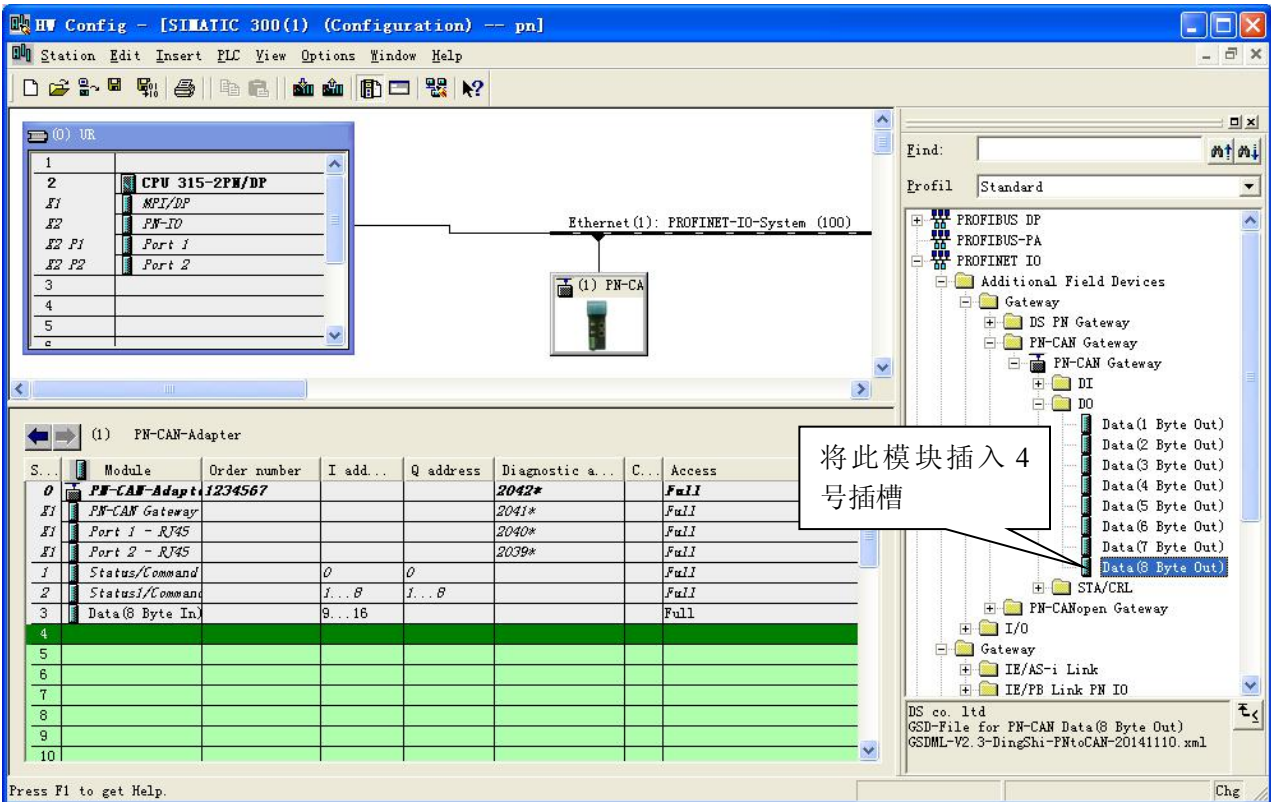 HW Config - [SIMATIC 300(1) (Configuration) -- pn]
Station Edit Insert PLC View Options Window Help
(0) UR
1
2 CPU 315-2PN/DP
X1 MPI/DP
X2 PN-IO
X2 P1 Port 1
X2 P2 Port 2
3
4
5
Ethernet(1): PROFINET-IO-System (100)
(1) PN-CA
(1) PN-CAN-Adapter
S... Module Order number I add... Q address Diagnostic a... C... Access
0 PN-CAN-Adapte 1234567 2042* Full
X1 PN-CAN Gateway 2041* Full
X1 Port 1 - RJ45 2040* Full
X1 Port 2 - RJ45 2039* Full
1 Status/Command 0 0 Full
2 Status1/Command 1...8 1...8 Full
3 Data(8 Byte In) 9...16 Full
4
5
6
7
8
9
10
将此模块插入 4
号插槽
Find:
Profil Standard
PROFIBUS DP
PROFIBUS-PA
PROFINET IO
Additional Field Devices
Gateway
DS PN Gateway
PN-CAN Gateway
PN-CAN Gateway
DI
DO
Data(1 Byte Out)
Data(2 Byte Out)
Data(3 Byte Out)
Data(4 Byte Out)
Data(5 Byte Out)
Data(6 Byte Out)
Data(7 Byte Out)
Data(8 Byte Out)
STA/CRL
PN-CANopen Gateway
I/O
Gateway
IE/AS-i Link
IE/PB Link PN IO
DS co. ltd
GSD-File for PN-CAN Data(8 Byte Out)
GSDML-V2.3-DingShi-PNtoCAN-20141110.xml
Press F1 to get Help.
Chg